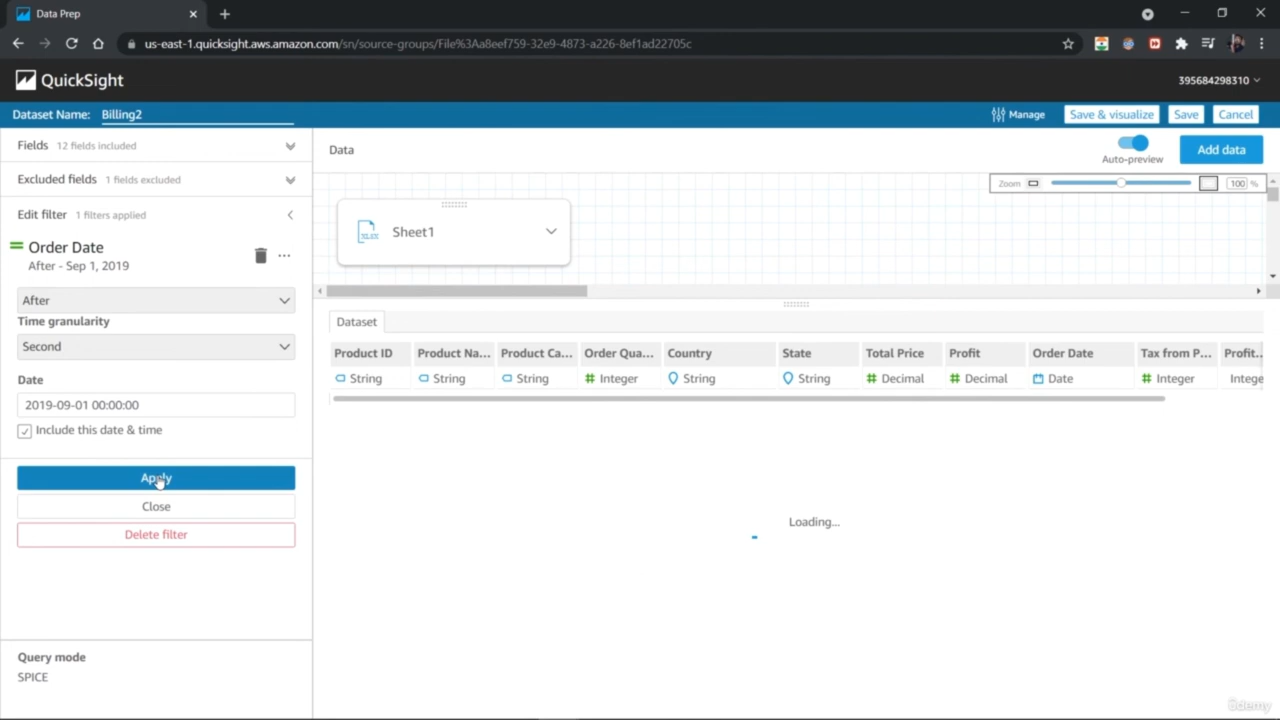 Data Prep
us-east-1.quicksight.aws.amazon.com/sn/source-groups/File%3Aa8eef759-32e9-4873-a226-8ef1ad22705c
QuickSight
395684298310
Dataset Name: Billing2
Manage
Save & visualize
Save
Cancel
Fields 12 fields included
Excluded fields 1 fields excluded
Edit filter 1 filters applied
Order Date
After - Sep 1, 2019
After
Time granularity
Second
Date
2019-09-01 00:00:00
Include this date & time
Apply
Close
Delete filter
Query mode
SPICE
Data
Auto-preview
Add data
Zoom
100 %
Sheet1
Dataset
Product ID Product Na... Product Ca... Order Qua... Country State Total Price Profit Order Date Tax from P... Profit...
String String String Integer String String Decimal Decimal Date Integer Intege
Loading...
ûdemy